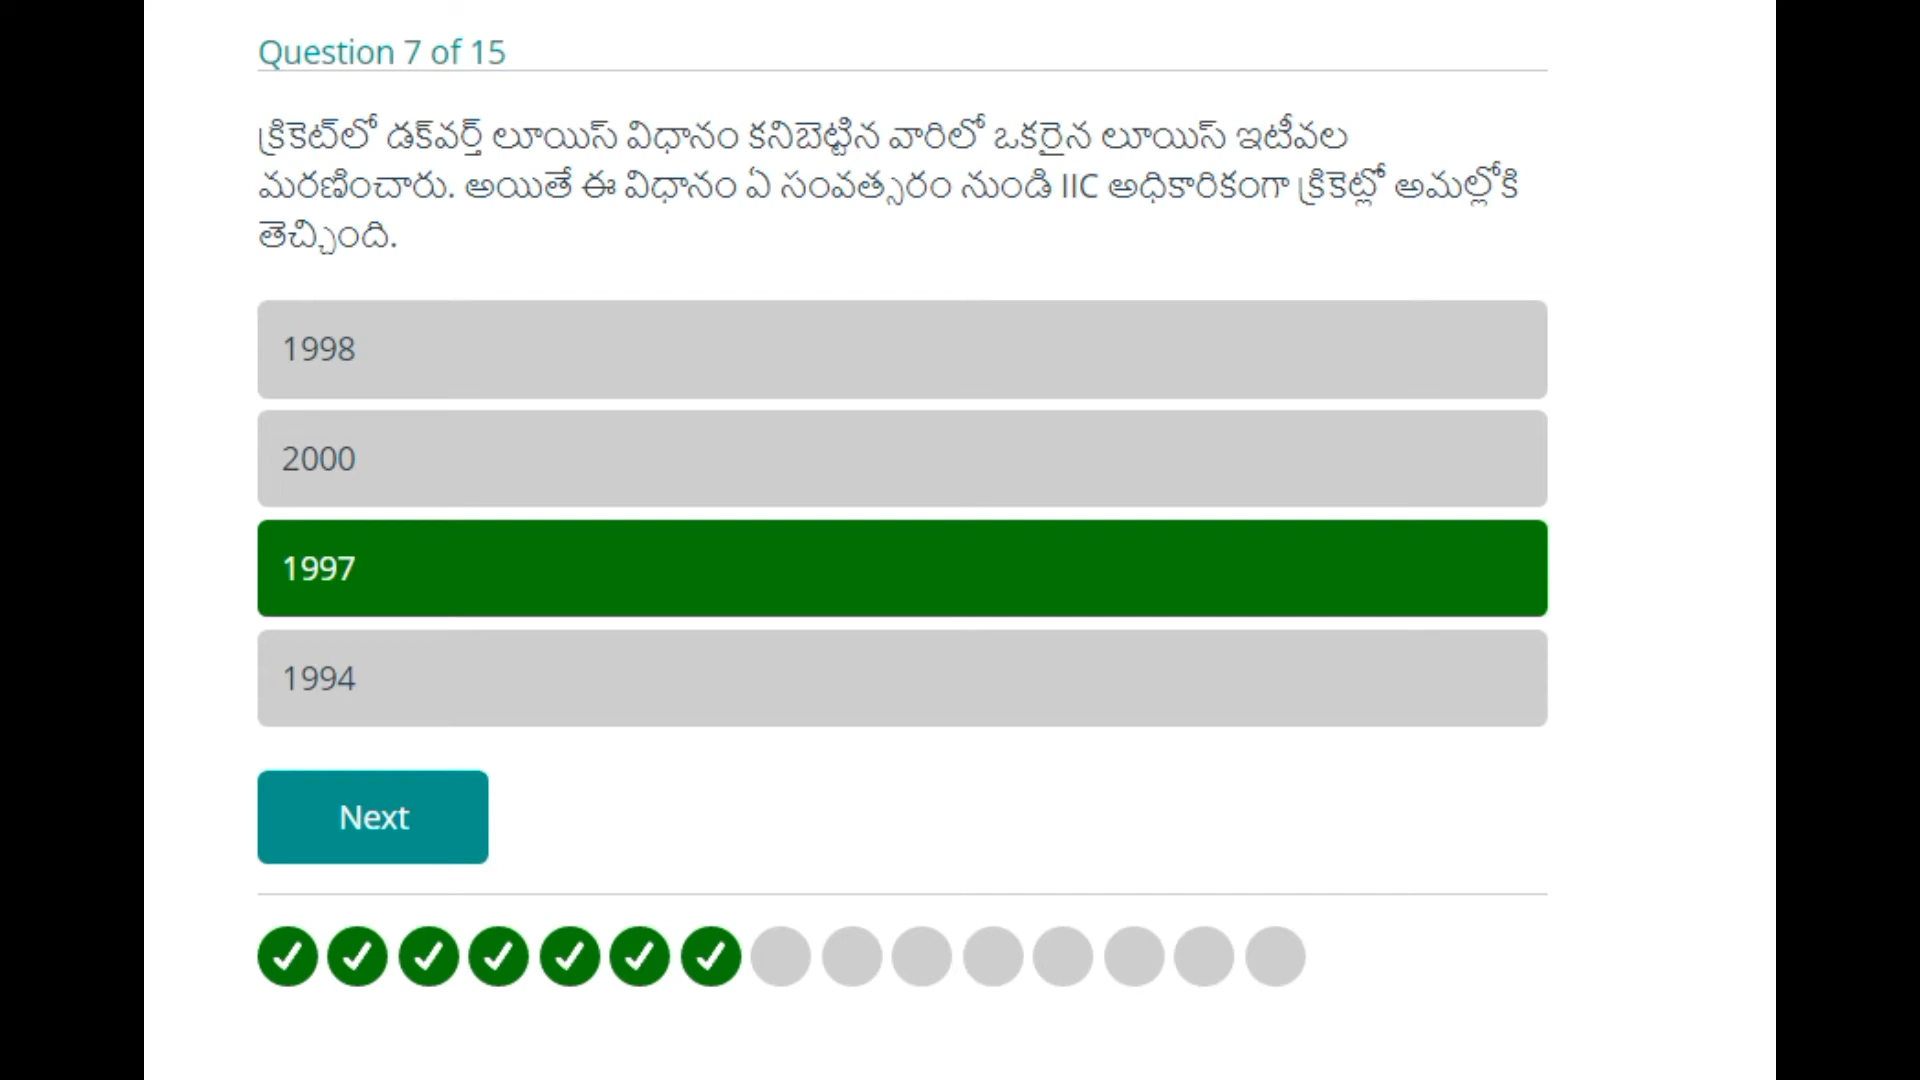 Question 7 of 15
క్రికెట్‌లో డక్‌వర్త్ లూయిస్ విధానం కనిబెట్టిన వారిలో ఒకరైన లూయిస్ ఇటీవల
మరణించారు. అయితే ఈ విధానం ఏ సంవత్సరం నుండి IIC అధికారికంగా క్రికెట్లో అమల్లోకి
తెచ్చింది.
1998
2000
1997
1994
Next